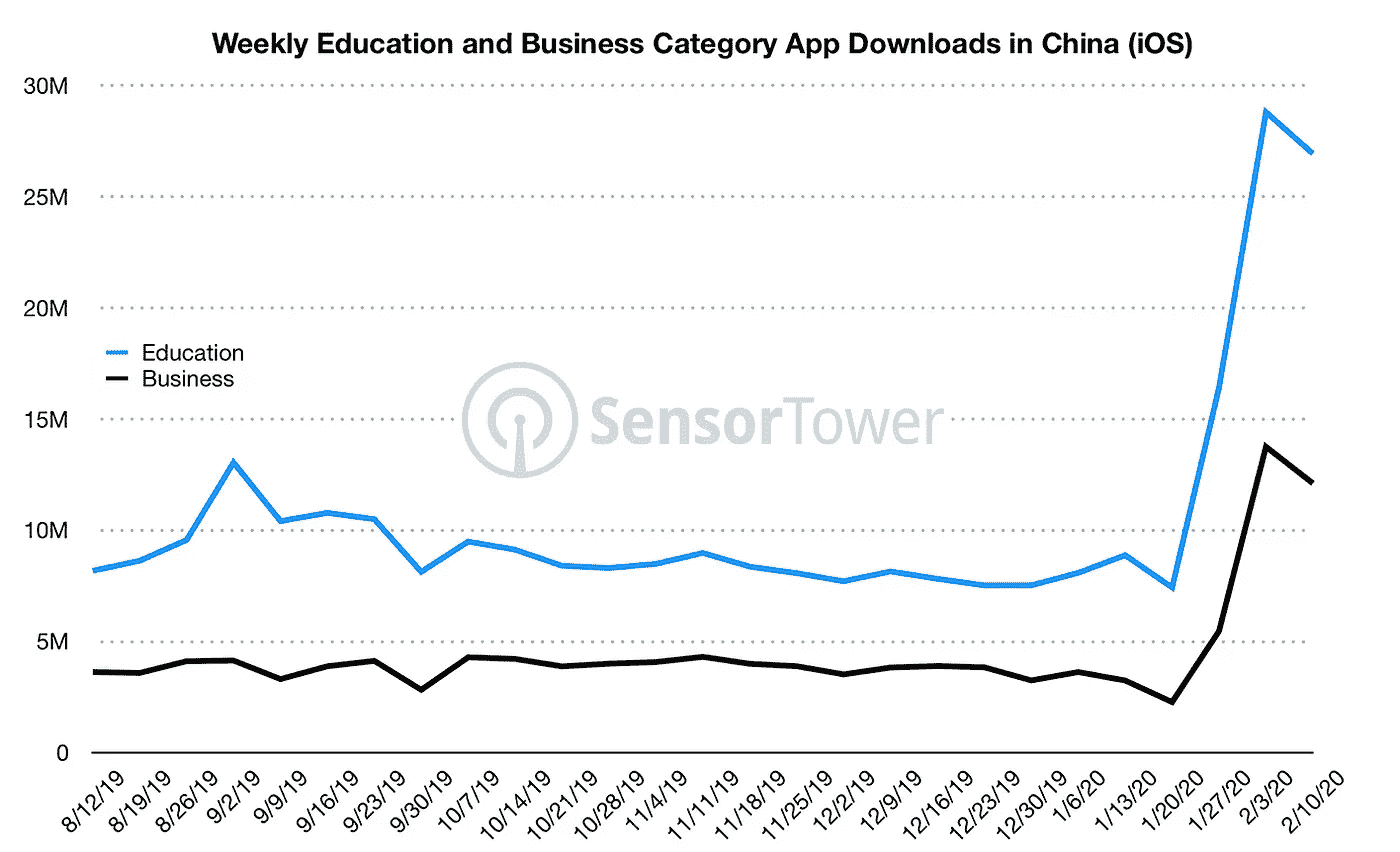 Weekly Education and Business Category App Downloads in China (iOS)
30M
25M
20M
Education
Business
15M
SensorTower
10M
5M
0
8/12/19
8/19/19
8/26/19
9/2/19
9/9/19
9/16/19
9/23/19
9/30/19
10/7/19
10/14/19
10/21/19
10/28/19
11/4/19
11/11/19
11/18/19
11/25/19
12/2/19
12/9/19
12/16/19
12/23/19
12/30/19
1/6/20
1/13/20
1/20/20
1/27/20
2/3/20
2/10/20